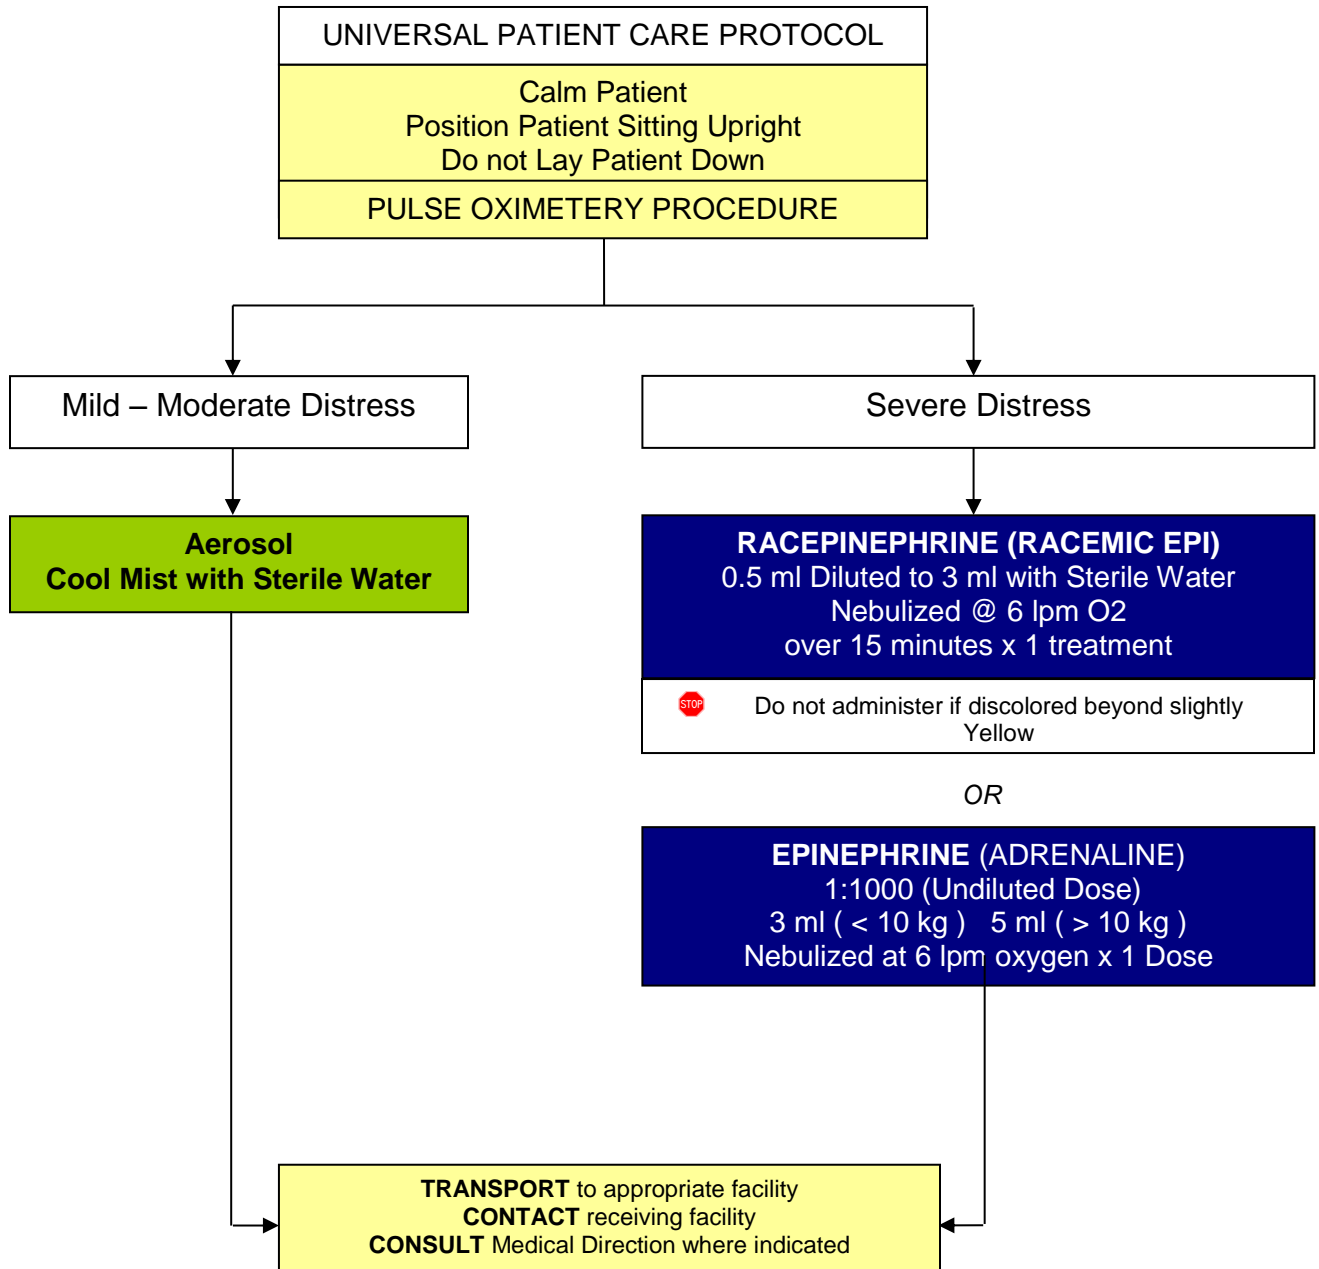 UNIVERSAL PATIENT CARE PROTOCOL
Calm Patient
Position Patient Sitting Upright
Do not Lay Patient Down
PULSE OXIMETERY PROCEDURE
Mild – Moderate Distress
Aerosol
Cool Mist with Sterile Water
Severe Distress
RACEPINEPHRINE (RACEMIC EPI)
0.5 ml Diluted to 3 ml with Sterile Water
Nebulized @ 6 lpm O2
over 15 minutes x 1 treatment
STOP
Do not administer if discolored beyond slightly
Yellow
OR
EPINEPHRINE (ADRENALINE)
1:1000 (Undiluted Dose)
3 ml ( < 10 kg )   5 ml ( > 10 kg )
Nebulized at 6 lpm oxygen x 1 Dose
TRANSPORT to appropriate facility
CONTACT receiving facility
CONSULT Medical Direction where indicated